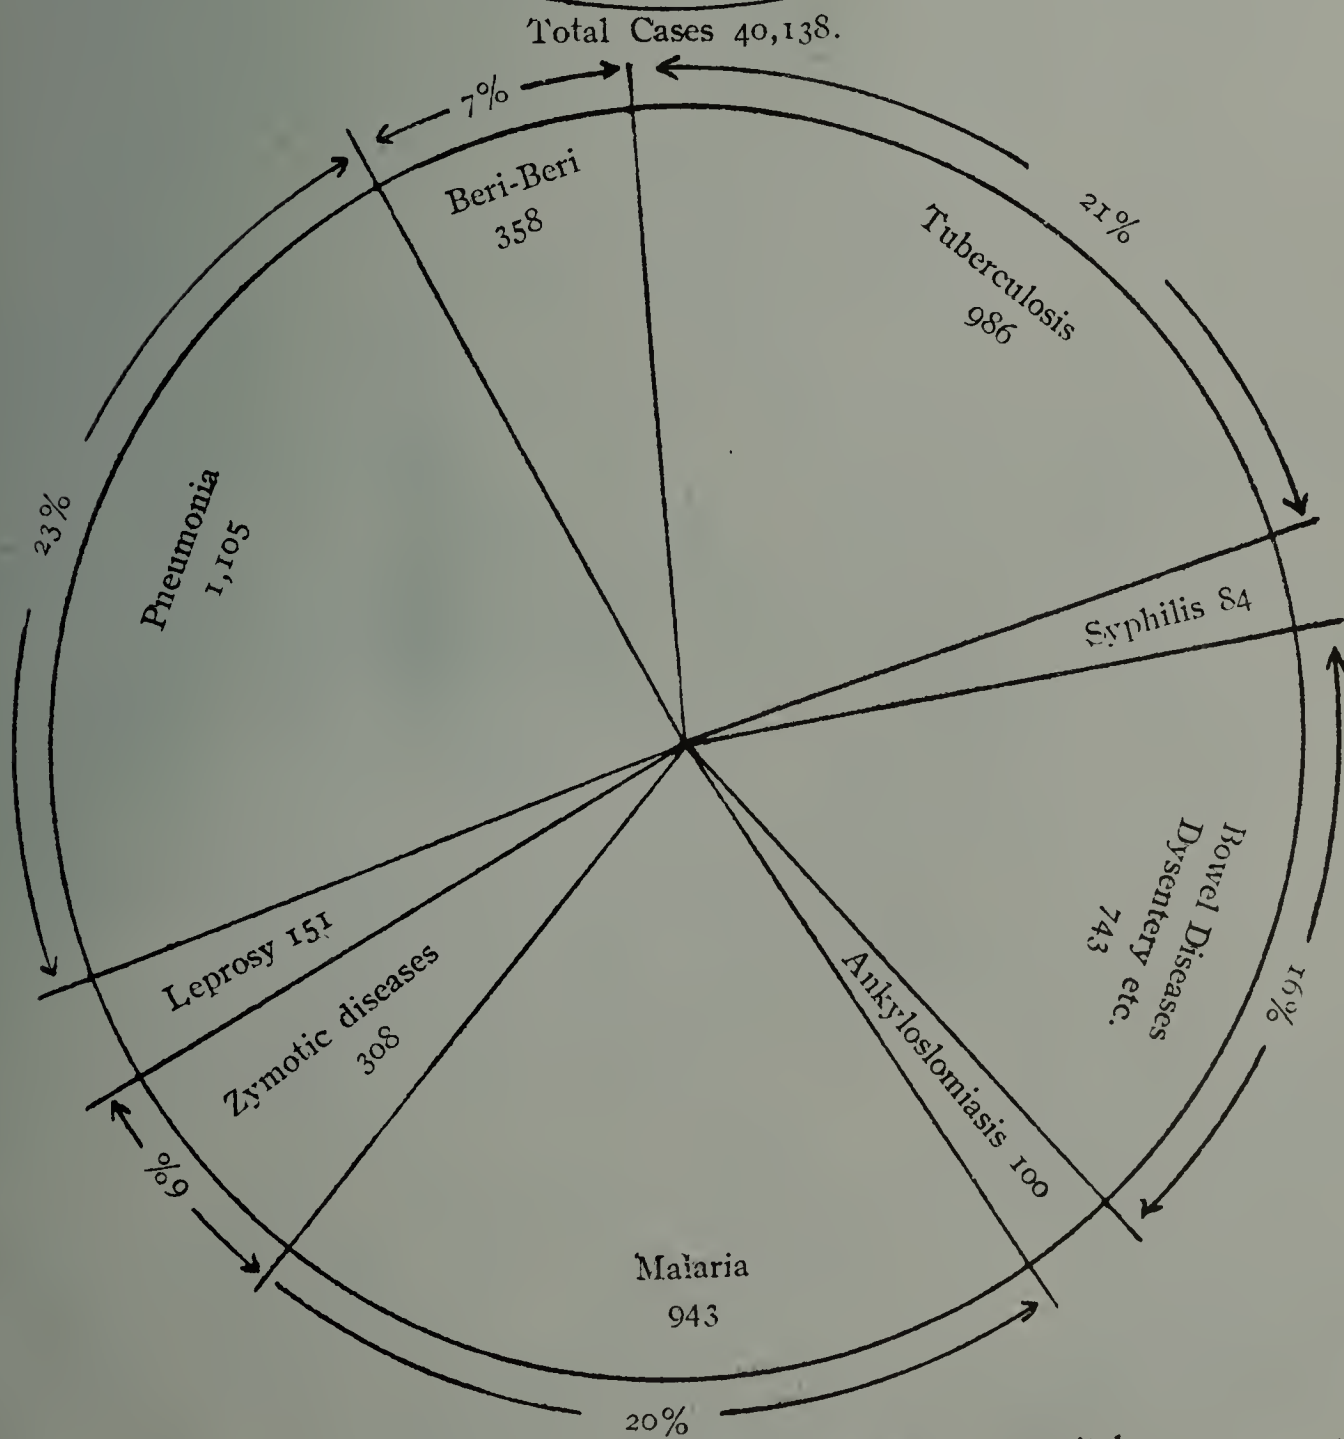 Total Cases 40,138.
7%
Beri-Beri
358
21%
Tuberculosis
986
Syphilis 84
Bowel Diseases
Dysentery etc.
743
16%
Ankyloslomiasis 100
Malaria
943
20%
Zymotic diseases
308
6%
Leprosy 151
Pneumonia
1,105
23%